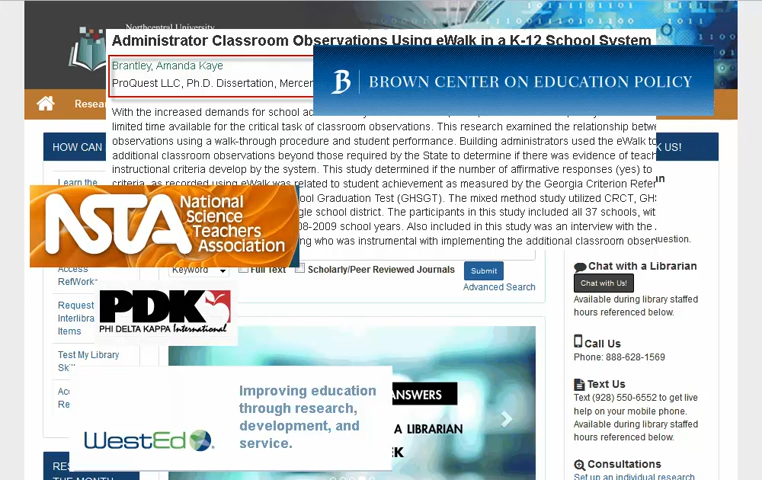 Northcentral University
Administrator Classroom Observations Using eWalk in a K-12 School System
Brantley, Amanda Kaye
ProQuest LLC, Ph.D. Dissertation, Mercer
BROWN CENTER ON EDUCATION POLICY
With the increased demands for school
limited time available for the critical task of classroom observations. This research examined the
observations using a walk-through procedure and student performance. Building administrators used the eWalk
additional classroom observations beyond those required by the State to determine if there was evidence of
instructional criteria develop by the system. This study determined if the number of affirmative responses (yes) to
criteria, as recorded using eWalk was related to student achievement as measured by the Georgia Criterion
ool Graduation Test (GHSGT). The mixed method study utilized CRCT,
gle school district. The participants in this study included all 37 schools,
08-2009 school years. Also included in this study was an interview with the
ng who was instrumental with implementing the additional classroom
HOW CAN
K US!
Learn the
NSTA
National
Science
Teachers
Association
Access
RefWorks
Request
Interlibra
Items
Test My Library
Keyword
Full Text
Scholarly/Peer Reviewed Journals
Submit
Advanced Search
PDK
PHI DELTA KAPPA International
WestEd
Improving education
through research,
development, and
service.
ANSWERS
A LIBRARIAN
EK
THE MONTH
uestion.
Chat with a Librarian
Chat with Us!
Available during library staffed
hours referenced below.
Call Us
Phone: 888-628-1569
Text Us
Text (928) 550-6552 to get live
help on your mobile phone.
Available during library staffed
hours referenced below.
Consultations
Set up an individual research